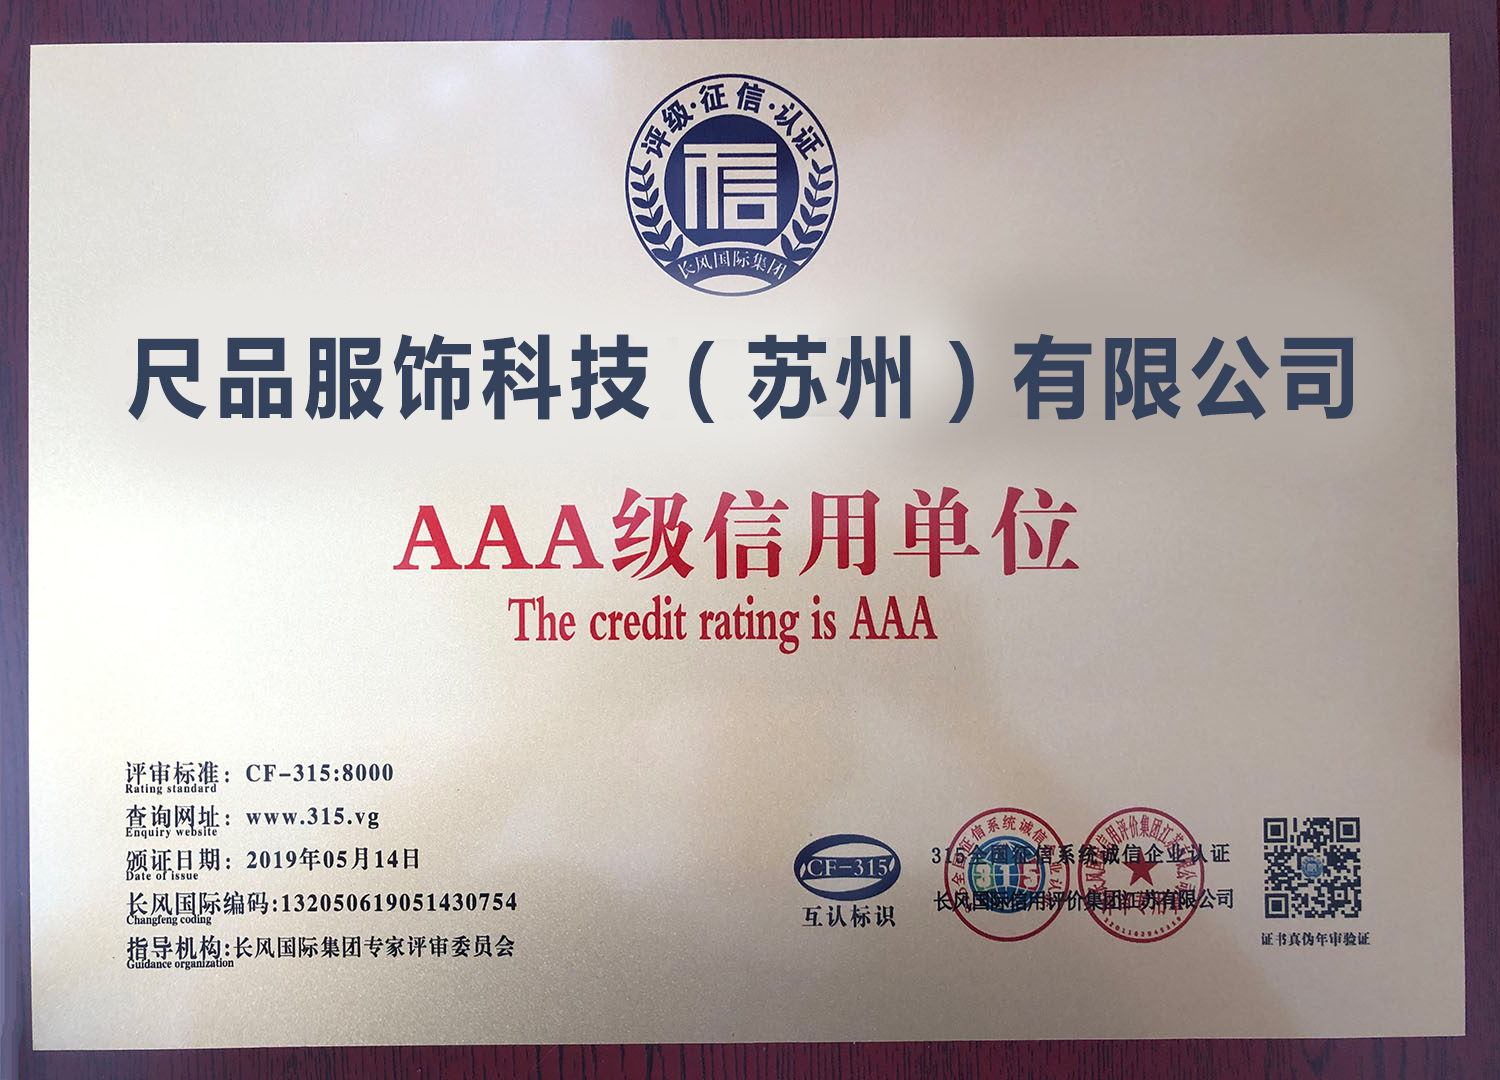 评级·征信·认证
信
长风国际集团
尺品服饰科技（苏州）有限公司
AAA级信用单位
The credit rating is AAA
评审标准：CF-315:8000
Rating standard
查询网址：www.315.vg
Enquiry website
颁证日期：2019年05月14日
Date of issue
长风国际编码:132050619051430754
Changfeng coding
指导机构:长风国际集团专家评审委员会
Guidance organization
CF-315
互认标识
315全国征信系统诚信企业认证
长风国际信用评价集团江苏有限公司
315
证书真伪年审验证